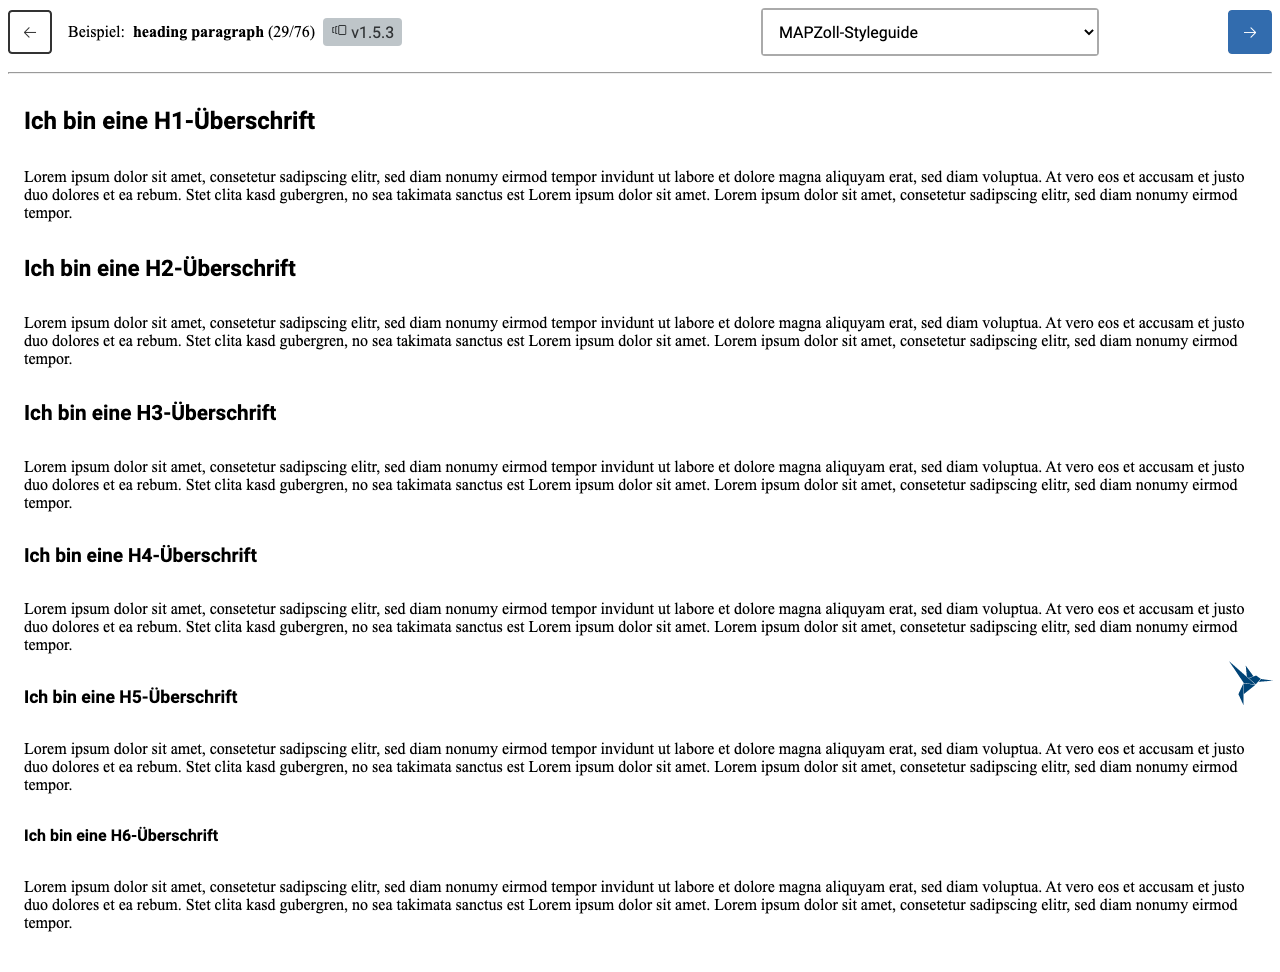 Beispiel: heading paragraph (29/76) v1.5.3 MAPZoll-Styleguide
Ich bin eine H1-Überschrift
Lorem ipsum dolor sit amet, consetetur sadipscing elitr, sed diam nonumy eirmod tempor invidunt ut labore et dolore magna aliquyam erat, sed diam voluptua. At vero eos et accusam et justo
duo dolores et ea rebum. Stet clita kasd gubergren, no sea takimata sanctus est Lorem ipsum dolor sit amet. Lorem ipsum dolor sit amet, consetetur sadipscing elitr, sed diam nonumy eirmod
tempor.
Ich bin eine H2-Überschrift
Lorem ipsum dolor sit amet, consetetur sadipscing elitr, sed diam nonumy eirmod tempor invidunt ut labore et dolore magna aliquyam erat, sed diam voluptua. At vero eos et accusam et justo
duo dolores et ea rebum. Stet clita kasd gubergren, no sea takimata sanctus est Lorem ipsum dolor sit amet. Lorem ipsum dolor sit amet, consetetur sadipscing elitr, sed diam nonumy eirmod
tempor.
Ich bin eine H3-Überschrift
Lorem ipsum dolor sit amet, consetetur sadipscing elitr, sed diam nonumy eirmod tempor invidunt ut labore et dolore magna aliquyam erat, sed diam voluptua. At vero eos et accusam et justo
duo dolores et ea rebum. Stet clita kasd gubergren, no sea takimata sanctus est Lorem ipsum dolor sit amet. Lorem ipsum dolor sit amet, consetetur sadipscing elitr, sed diam nonumy eirmod
tempor.
Ich bin eine H4-Überschrift
Lorem ipsum dolor sit amet, consetetur sadipscing elitr, sed diam nonumy eirmod tempor invidunt ut labore et dolore magna aliquyam erat, sed diam voluptua. At vero eos et accusam et justo
duo dolores et ea rebum. Stet clita kasd gubergren, no sea takimata sanctus est Lorem ipsum dolor sit amet. Lorem ipsum dolor sit amet, consetetur sadipscing elitr, sed diam nonumy eirmod
tempor.
Ich bin eine H5-Überschrift
Lorem ipsum dolor sit amet, consetetur sadipscing elitr, sed diam nonumy eirmod tempor invidunt ut labore et dolore magna aliquyam erat, sed diam voluptua. At vero eos et accusam et justo
duo dolores et ea rebum. Stet clita kasd gubergren, no sea takimata sanctus est Lorem ipsum dolor sit amet. Lorem ipsum dolor sit amet, consetetur sadipscing elitr, sed diam nonumy eirmod
tempor.
Ich bin eine H6-Überschrift
Lorem ipsum dolor sit amet, consetetur sadipscing elitr, sed diam nonumy eirmod tempor invidunt ut labore et dolore magna aliquyam erat, sed diam voluptua. At vero eos et accusam et justo
duo dolores et ea rebum. Stet clita kasd gubergren, no sea takimata sanctus est Lorem ipsum dolor sit amet. Lorem ipsum dolor sit amet, consetetur sadipscing elitr, sed diam nonumy eirmod
tempor.